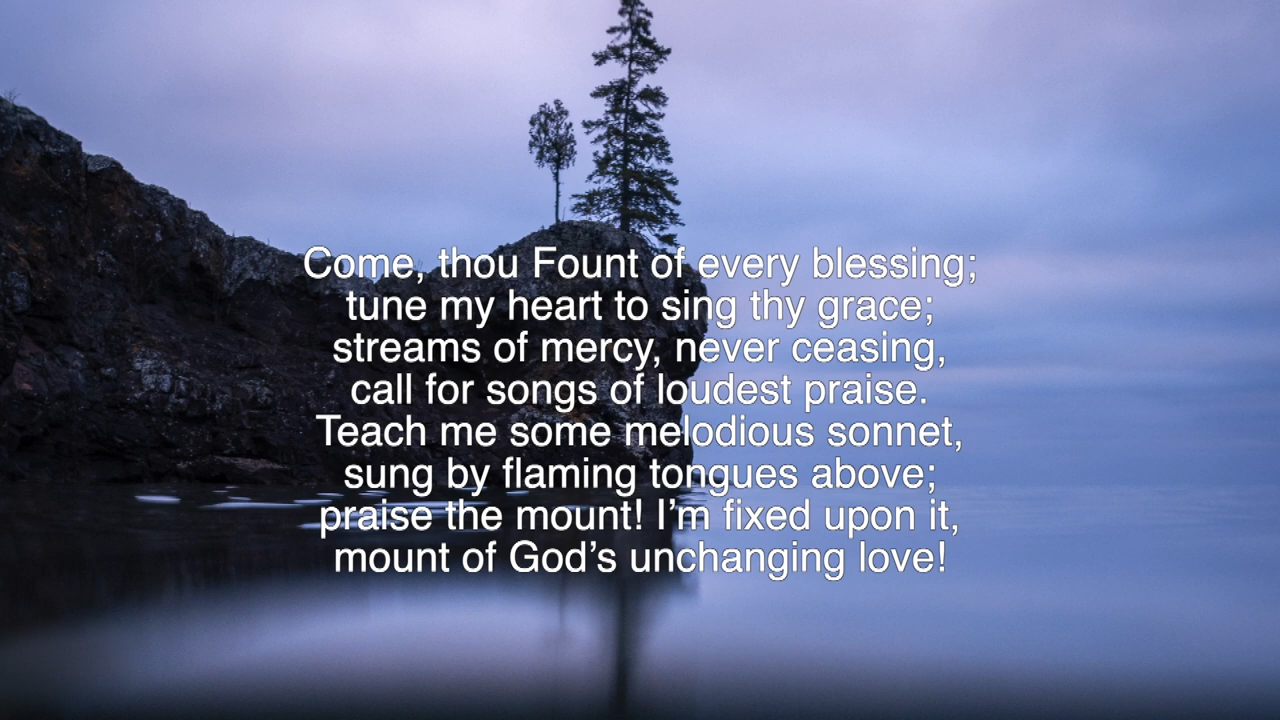 Come, thou Fount of every blessing;
tune my heart to sing thy grace;
streams of mercy, never ceasing,
call for songs of loudest praise.
Teach me some melodious sonnet,
sung by flaming tongues above;
praise the mount! I’m fixed upon it,
mount of God’s unchanging love!